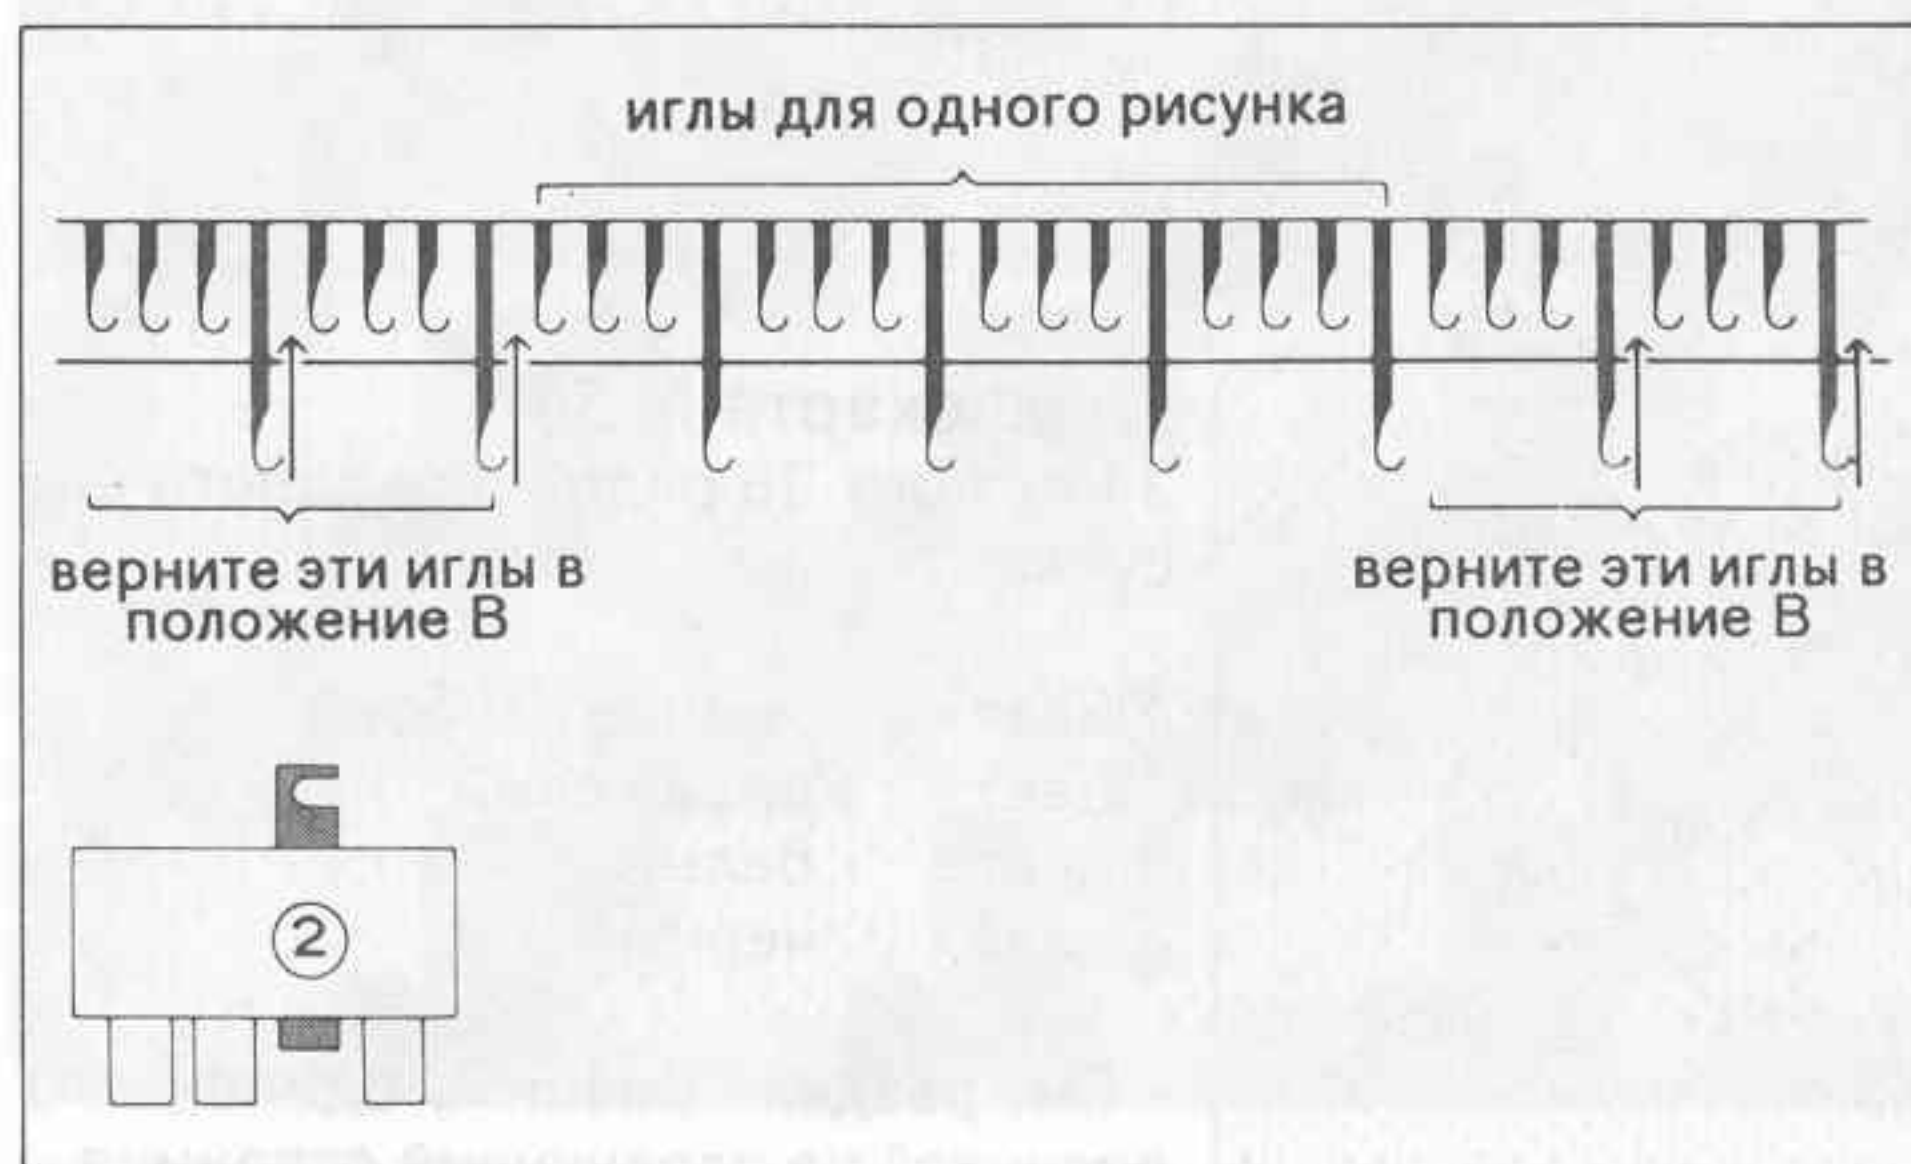 иглы для одного рисунка
верните эти иглы в
положение В
верните эти иглы в
положение В
2